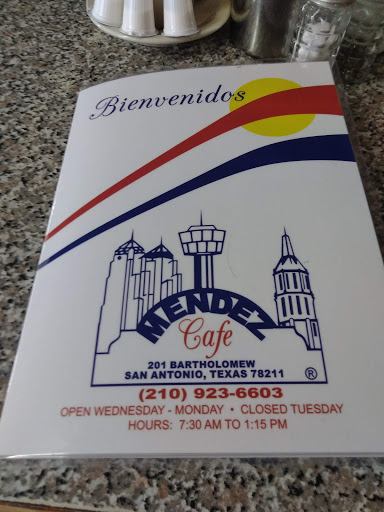 Bienvenidos
MENDEZ
Cafe
201 BARTHOLOMEW
SAN ANTONIO, TEXAS 78211
®
(210) 923-6603
OPEN WEDNESDAY - MONDAY • CLOSED TUESDAY
HOURS: 7:30 AM TO 1:15 PM